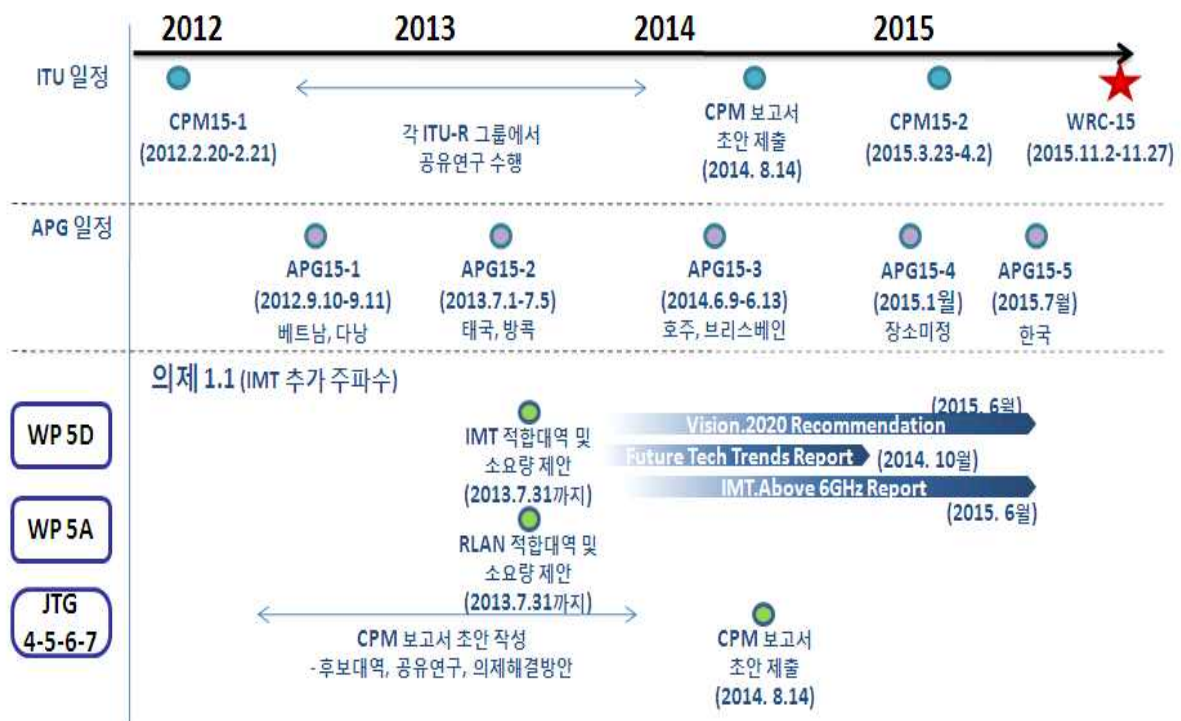 2012 2013 2014 2015
ITU 일정
CPM15-1
(2012.2.20-2.21)
각 ITU-R 그룹에서
공유연구 수행
CPM 보고서
초안 제출
(2014. 8.14)
CPM15-2
(2015.3.23-4.2)
WRC-15
(2015.11.2-11.27)
APG 일정
APG15-1
(2012.9.10-9.11)
베트남, 다낭
APG15-2
(2013.7.1-7.5)
태국, 방콕
APG15-3
(2014.6.9-6.13)
호주, 브리스베인
APG15-4
(2015.1월)
장소미정
APG15-5
(2015.7월)
한국
의제 1.1 (IMT 추가 주파수)
WP 5D
IMT 적합대역 및
소요량 제안
(2013.7.31까지)
(2015. 6월)
Vision.2020 Recommendation
Future Tech Trends Report
(2014. 10월)
IMT.Above 6GHz Report
(2015. 6월)
WP 5A
RLAN 적합대역 및
소요량 제안
(2013.7.31까지)
JTG
4-5-6-7
CPM 보고서 초안 작성
- 후보대역, 공유연구, 의제해결방안
CPM 보고서
초안 제출
(2014. 8.14)